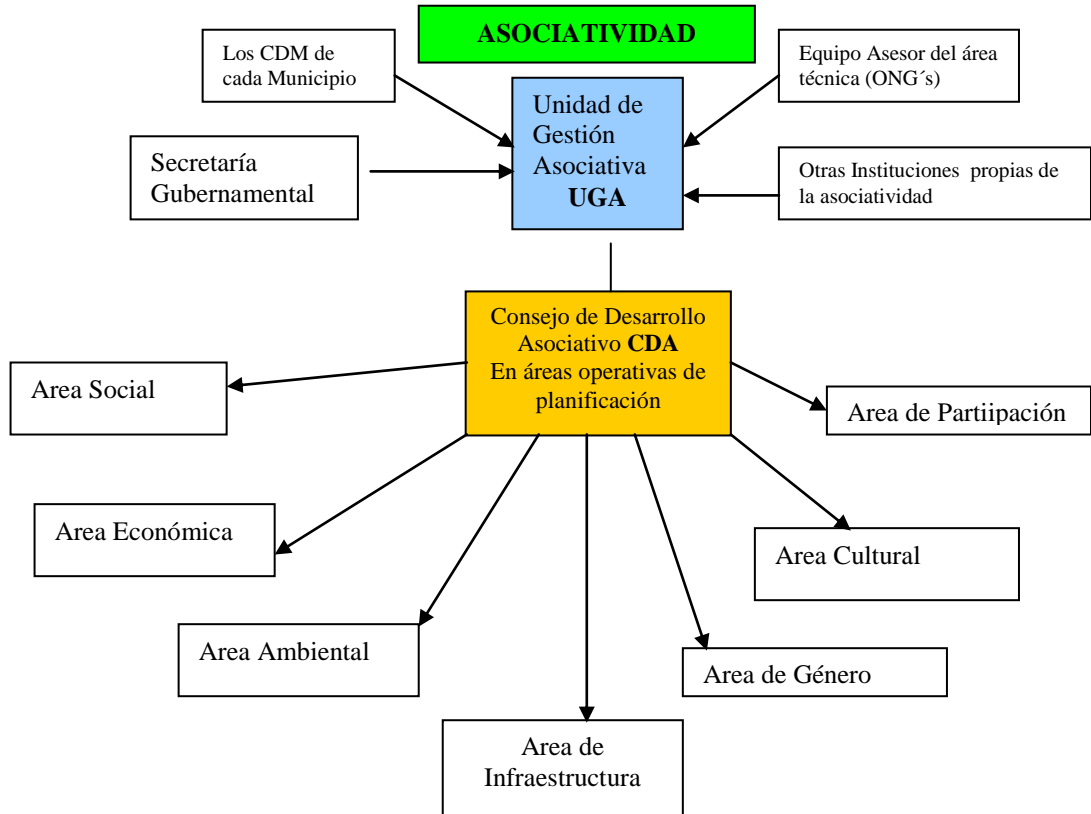 ASOCIATIVIDAD
Los CDM de
cada Municipio
Equipo Asesor del área
técnica (ONG´s)
Unidad de
Gestión
Asociativa
UGA
Secretaría
Gubernamental
Otras Instituciones propias de
la asociatividad
Consejo de Desarrollo
Asociativo CDA
En áreas operativas de
planificación
Area Social
Area de Partiipación
Area Económica
Area Cultural
Area Ambiental
Area de Género
Area de
Infraestructura